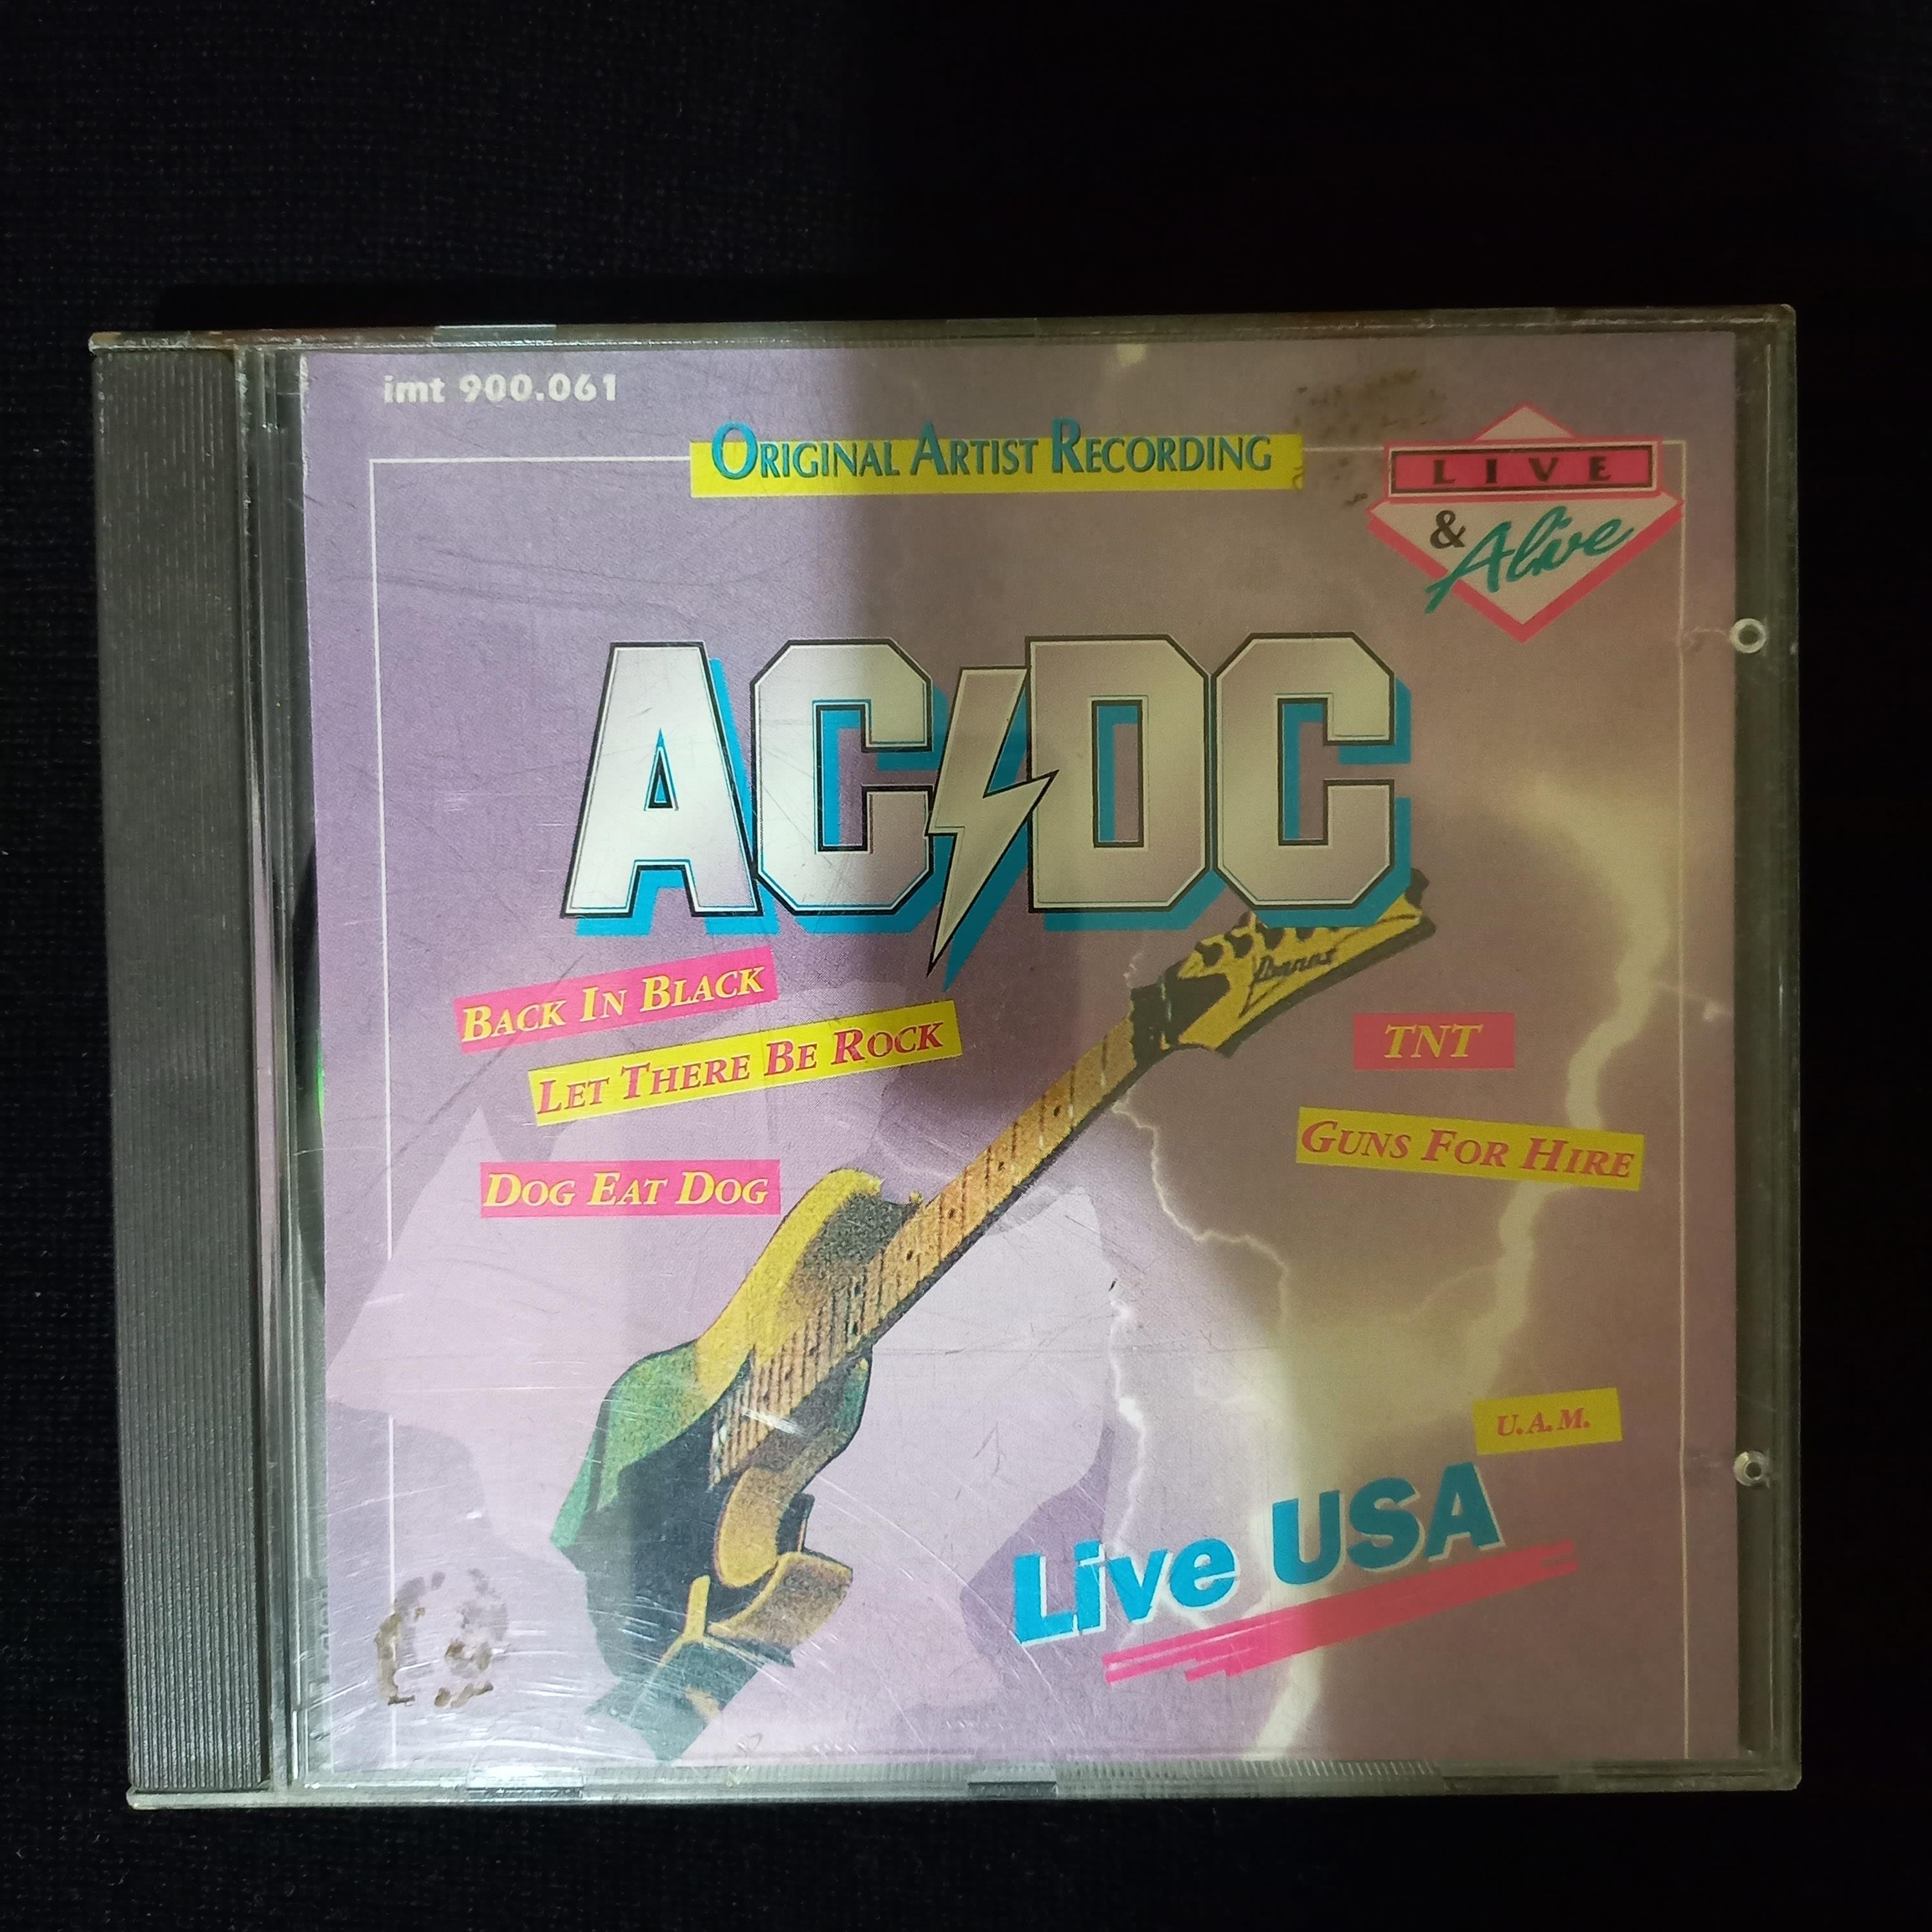 imt 900.061
ORIGINAL ARTIST RECORDING
LIVE
& Alive
AC/DC
Ibanez
BACK IN BLACK
LET THERE BE ROCK
DOG EAT DOG
TNT
GUNS FOR HIRE
U.A.M.
Live USA